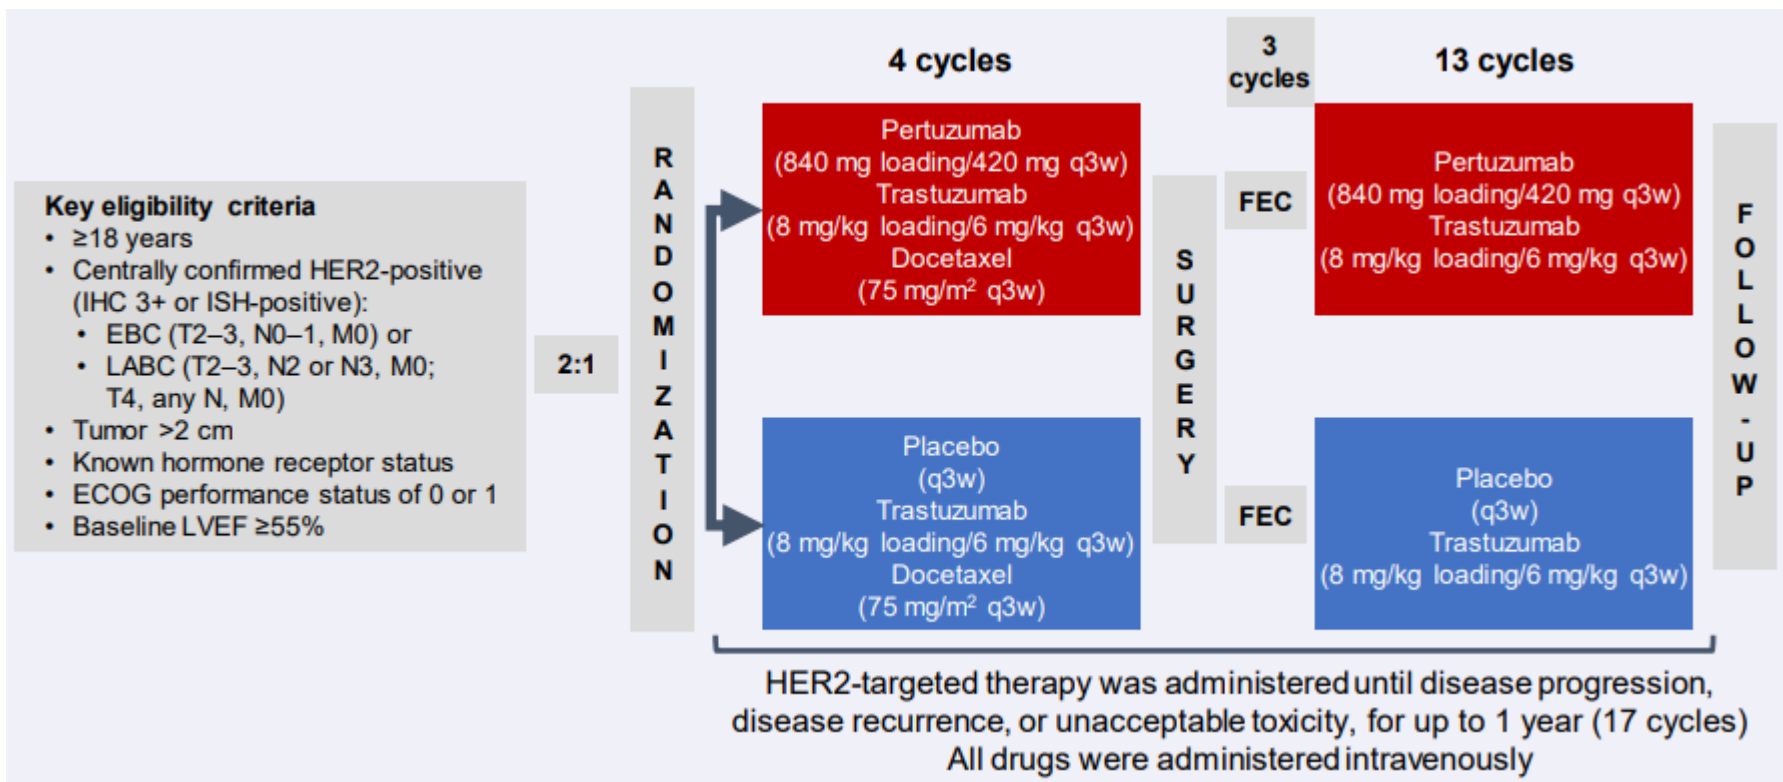 Key eligibility criteria
• ≥18 years
• Centrally confirmed HER2-positive
(IHC 3+ or ISH-positive):
• EBC (T2–3, N0–1, M0) or
• LABC (T2–3, N2 or N3, M0;
T4, any N, M0)
• Tumor >2 cm
• Known hormone receptor status
• ECOG performance status of 0 or 1
• Baseline LVEF ≥55%
2:1
RANDOMIZATION
4 cycles
Pertuzumab
(840 mg loading/420 mg q3w)
Trastuzumab
(8 mg/kg loading/6 mg/kg q3w)
Docetaxel
(75 mg/m² q3w)
Placebo
(q3w)
Trastuzumab
(8 mg/kg loading/6 mg/kg q3w)
Docetaxel
(75 mg/m² q3w)
SURGERY
3
cycles
FEC
FEC
13 cycles
Pertuzumab
(840 mg loading/420 mg q3w)
Trastuzumab
(8 mg/kg loading/6 mg/kg q3w)
Placebo
(q3w)
Trastuzumab
(8 mg/kg loading/6 mg/kg q3w)
FOLLOW-UP
HER2-targeted therapy was administered until disease progression,
disease recurrence, or unacceptable toxicity, for up to 1 year (17 cycles)
All drugs were administered intravenously